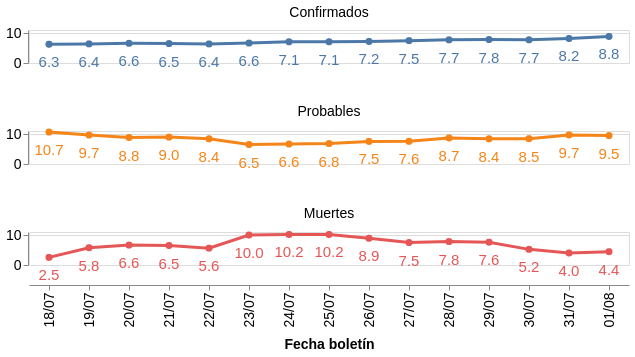 Confirmados
10
0
6.3 6.4 6.6 6.5 6.4 6.6 7.1 7.1 7.2 7.5 7.7 7.8 7.7 8.2 8.8
Probables
10
0
10.7 9.7 8.8 9.0 8.4 6.5 6.6 6.8 7.5 7.6 8.7 8.4 8.5 9.7 9.5
Muertes
10
0
2.5 5.8 6.6 6.5 5.6 10.0 10.2 10.2 8.9 7.5 7.8 7.6 5.2 4.0 4.4
18/07 19/07 20/07 21/07 22/07 23/07 24/07 25/07 26/07 27/07 28/07 29/07 30/07 31/07 01/08
Fecha boletín